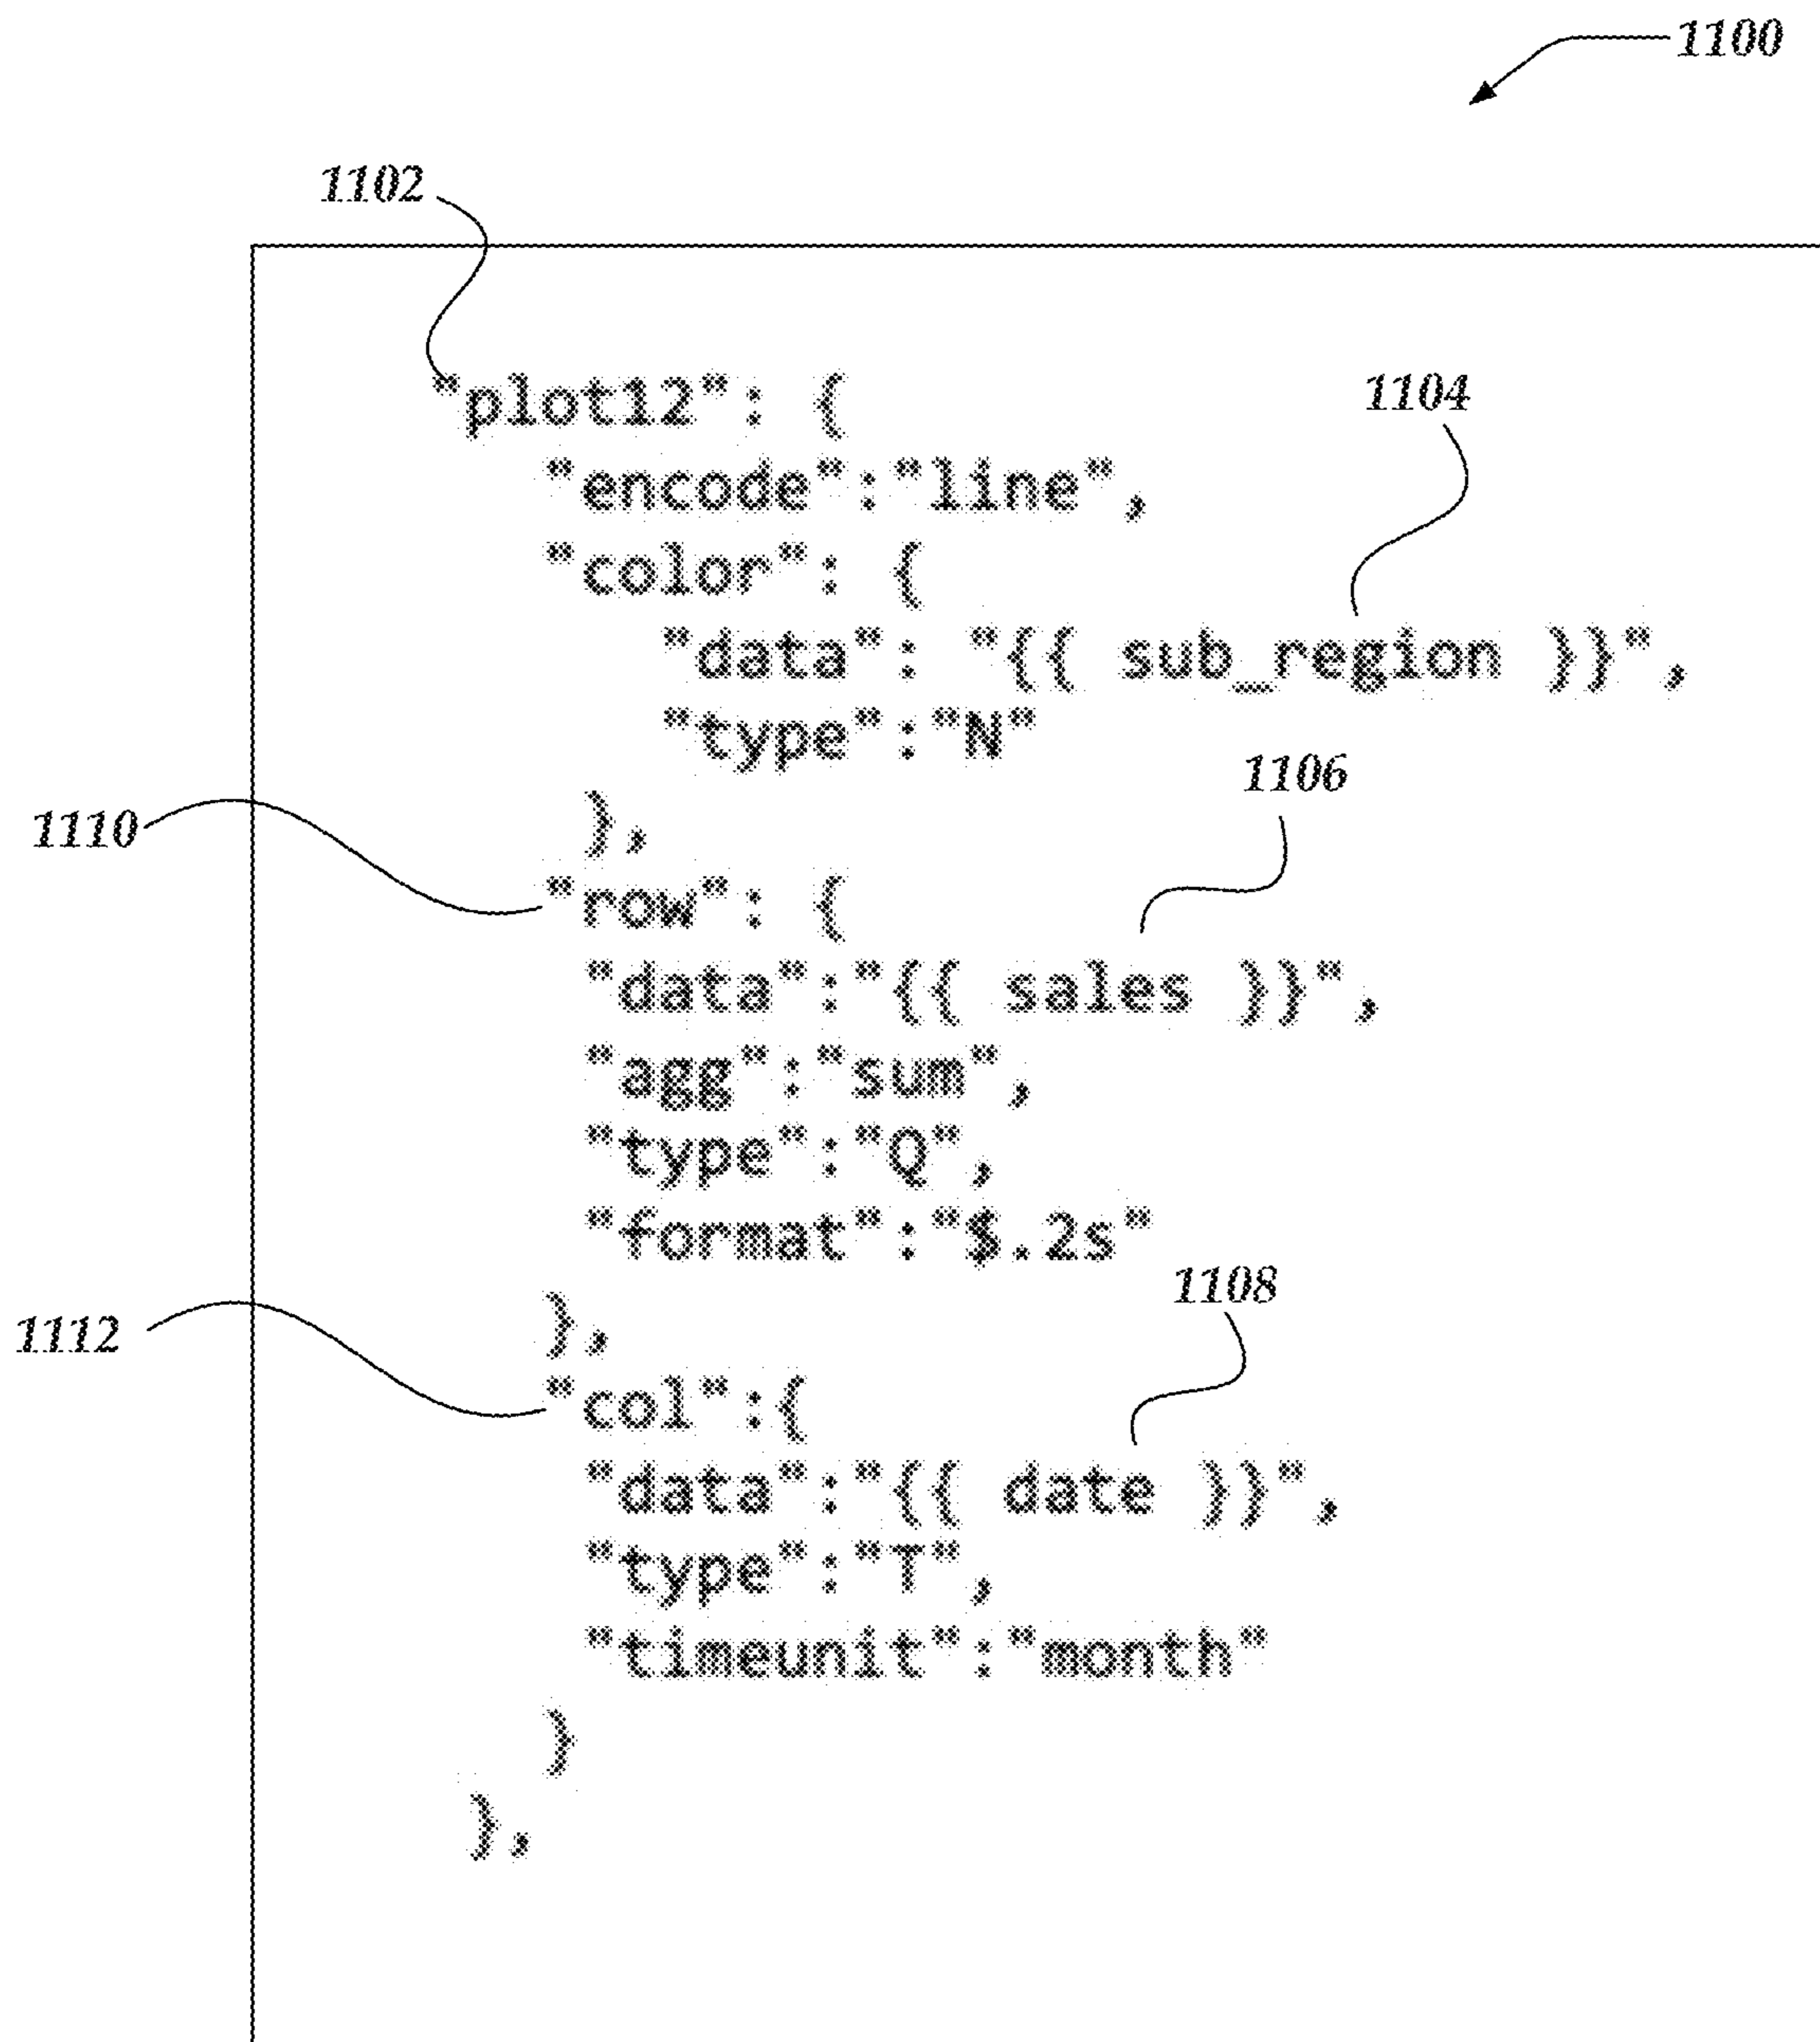 1100
1102
"plot12": {
1104
"encode":"line",
"color": {
"data": "{{ sub_region }}",
"type":"N"
1106
},
1110
"row": {
"data":"{{ sales }}",
"agg":"sum",
"type":"Q",
"format":"$.2s"
1108
},
1112
"col":{
"data":"{{ date }}",
"type":"T",
"timeunit":"month"
}
},